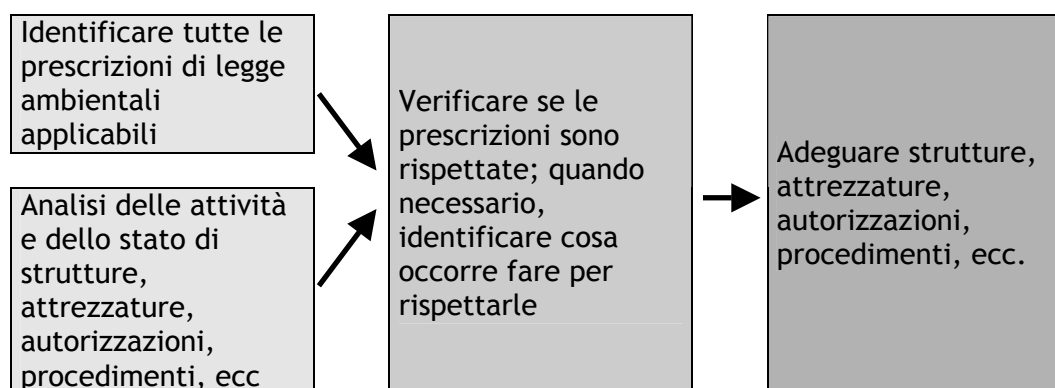 Identificare tutte le
prescrizioni di legge
ambientali
applicabili
Analisi delle attività
e dello stato di
strutture,
attrezzature,
autorizzazioni,
procedimenti, ecc
Verificare se le
prescrizioni sono
rispettate; quando
necessario,
identificare cosa
occorre fare per
rispettarle
Adeguare strutture,
attrezzature,
autorizzazioni,
procedimenti, ecc.